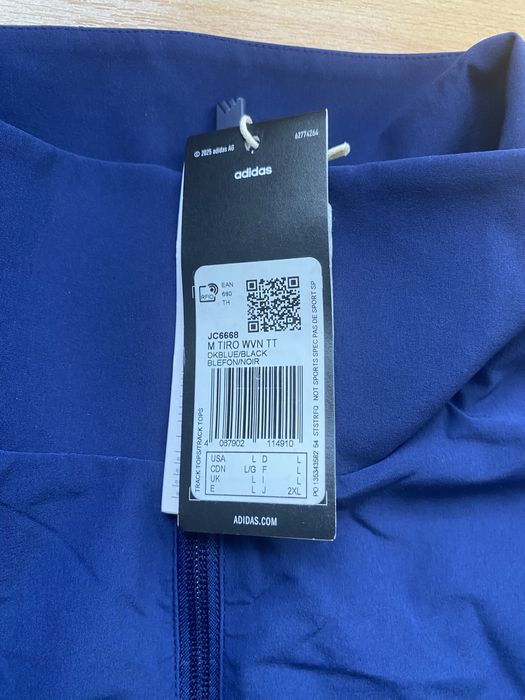 © 2025 adidas AG
62774264
adidas
RFID
EAN
690
TH
JC6668
M TIRO WVN TT
DKBLUE/BLACK
BLEFON/NOIR
4 067902 114910
USA L D L
CDN L/G F L
UK L I L
E L J 2XL
TRACK TOPS/TRACK TOPS
PO 135343582 54 STSTRFQ NOT SPORTS SPEC PAS DE SPORT SP
ADIDAS.COM